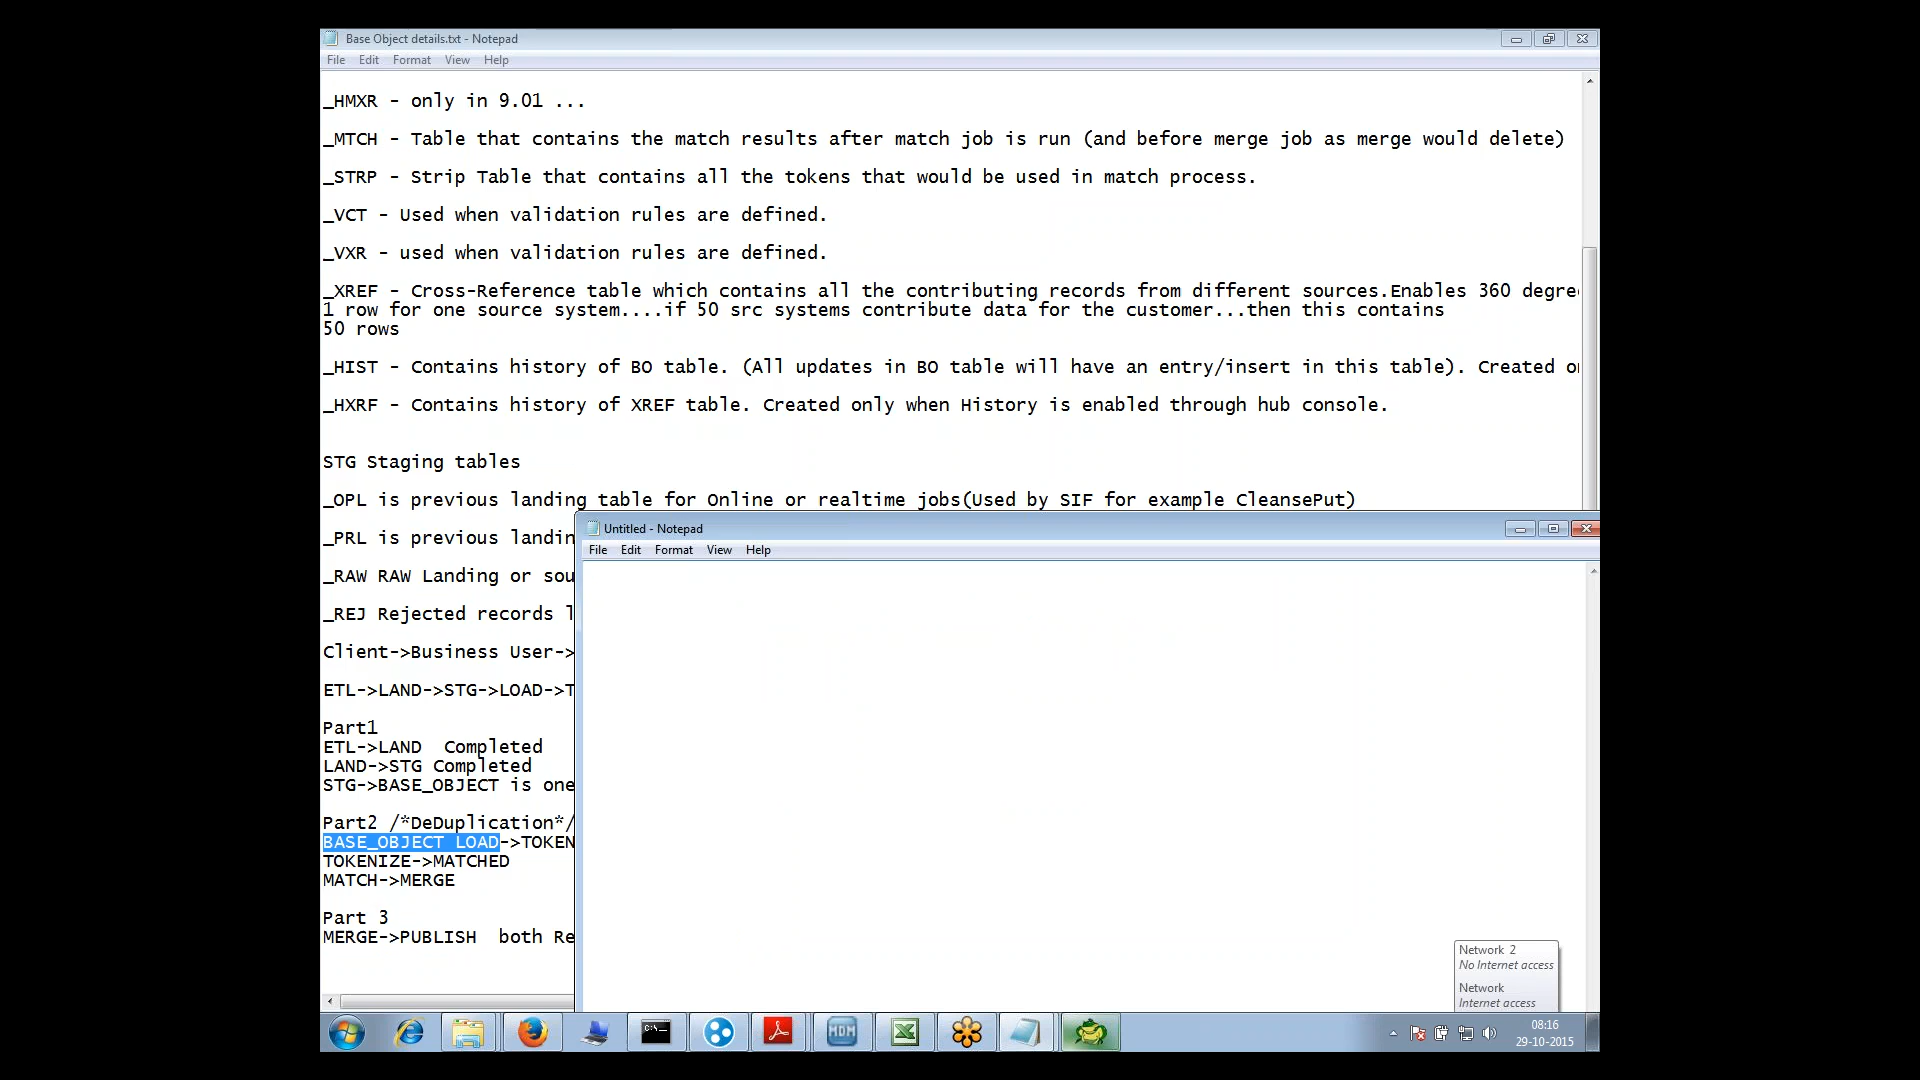 Base Object details.txt - Notepad
File Edit Format View Help
_HMXR - only in 9.01 ...
_MTCH - Table that contains the match results after match job is run (and before merge job as merge would delete)
_STRP - Strip Table that contains all the tokens that would be used in match process.
_VCT - Used when validation rules are defined.
_VXR - used when validation rules are defined.
_XREF - Cross-Reference table which contains all the contributing records from different sources.Enables 360 degre
1 row for one source system....if 50 src systems contribute data for the customer...then this contains
50 rows
_HIST - Contains history of BO table. (All updates in BO table will have an entry/insert in this table). Created o
_HXRF - Contains history of XREF table. Created only when History is enabled through hub console.
STG Staging tables
_OPL is previous landing table for Online or realtime jobs(Used by SIF for example CleansePut)
_PRL is previous landin
_RAW RAW Landing or sou
_REJ Rejected records l
Client->Business User->
ETL->LAND->STG->LOAD->T
Part1
ETL->LAND  Completed
LAND->STG Completed
STG->BASE_OBJECT is one
Part2 /*DeDuplication*/
BASE_OBJECT LOAD->TOKEN
TOKENIZE->MATCHED
MATCH->MERGE
Part 3
MERGE->PUBLISH  both Re
Untitled - Notepad
File Edit Format View Help
Network 2
No Internet access
Network
Internet access
C:\
MDM
08:16
29-10-2015